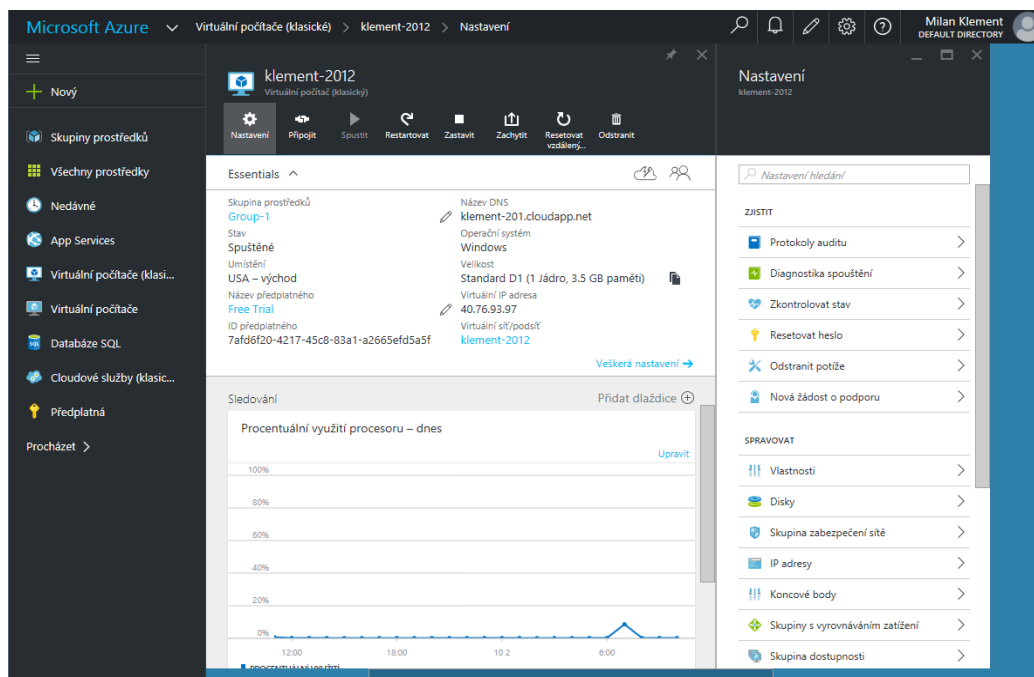 Microsoft Azure
Virtuální počítače (klasické) > klement-2012 > Nastavení
Milan Klement
DEFAULT DIRECTORY
Nový
Skupiny prostředků
Všechny prostředky
Nedávné
App Services
Virtuální počítače (klasi...
Virtuální počítače
Databáze SQL
Cloudové služby (klasic...
Předplatná
Procházet >
klement-2012
Virtuální počítač (klasický)
Nastavení
Připojit
Spustit
Restartovat
Zastavit
Zachytit
Resetovat
vzdálený...
Odstranit
Essentials
Skupina prostředků
Group-1
Stav
Spuštěné
Umístění
USA – východ
Název předplatného
Free Trial
ID předplatného
7afd6f20-4217-45c8-83a1-a2665efd5a5f
Název DNS
klement-201.cloudapp.net
Operační systém
Windows
Velikost
Standard D1 (1 Jádro, 3.5 GB paměti)
Virtuální IP adresa
40.76.93.97
Virtuální síť/podsíť
klement-2012
Veškerá nastavení →
Sledování
Přidat dlaždice
Procentuální využití procesoru – dnes
Upravit
100%
80%
60%
40%
20%
0%
12:00 18:00 10 2 6:00
PROCENTUÁLNÍ VYUŽITÍ
Nastavení
klement-2012
Nastavení hledání
ZJISTIT
Protokoly auditu
Diagnostika spouštění
Zkontrolovat stav
Resetovat heslo
Odstranit potíže
Nová žádost o podporu
SPRAVOVAT
Vlastnosti
Disky
Skupina zabezpečení sítě
IP adresy
Koncové body
Skupiny s vyrovnáváním zatížení
Skupina dostupnosti